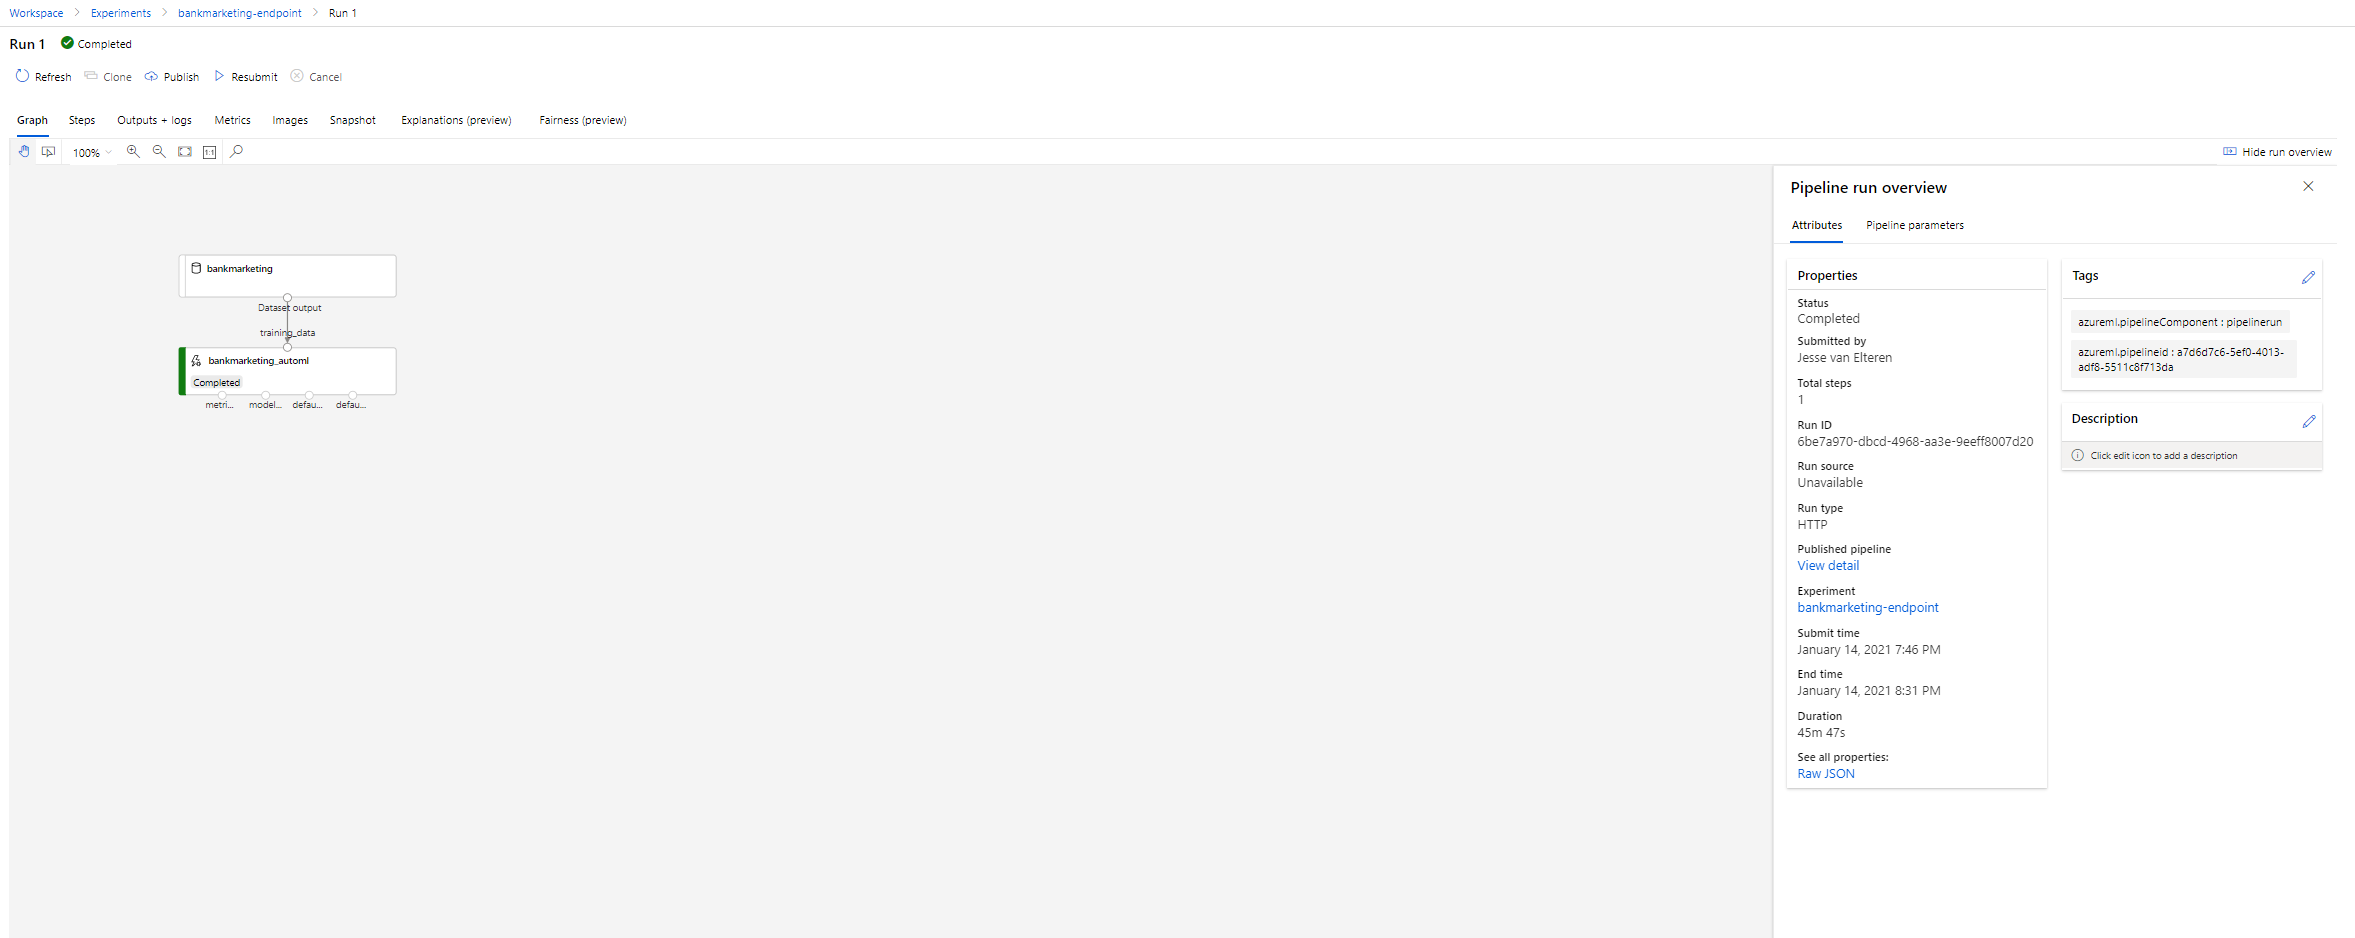 Workspace > Experiments > bankmarketing-endpoint > Run 1
Run 1 Completed
Refresh Clone Publish Resubmit Cancel
Graph Steps Outputs + logs Metrics Images Snapshot Explanations (preview) Fairness (preview)
100% 1:1 Hide run overview
bankmarketing
Dataset output
training_data
bankmarketing_automl
Completed
metri... model... defau... defau...
Pipeline run overview
Attributes Pipeline parameters
Properties
Status
Completed
Submitted by
Jesse van Elteren
Total steps
1
Run ID
6be7a970-dbcd-4968-aa3e-9eeff8007d20
Run source
Unavailable
Run type
HTTP
Published pipeline
View detail
Experiment
bankmarketing-endpoint
Submit time
January 14, 2021 7:46 PM
End time
January 14, 2021 8:31 PM
Duration
45m 47s
See all properties:
Raw JSON
Tags
azureml.pipelineComponent : pipelinerun
azureml.pipelineid : a7d6d7c6-5ef0-4013-
adf8-5511c8f713da
Description
Click edit icon to add a description